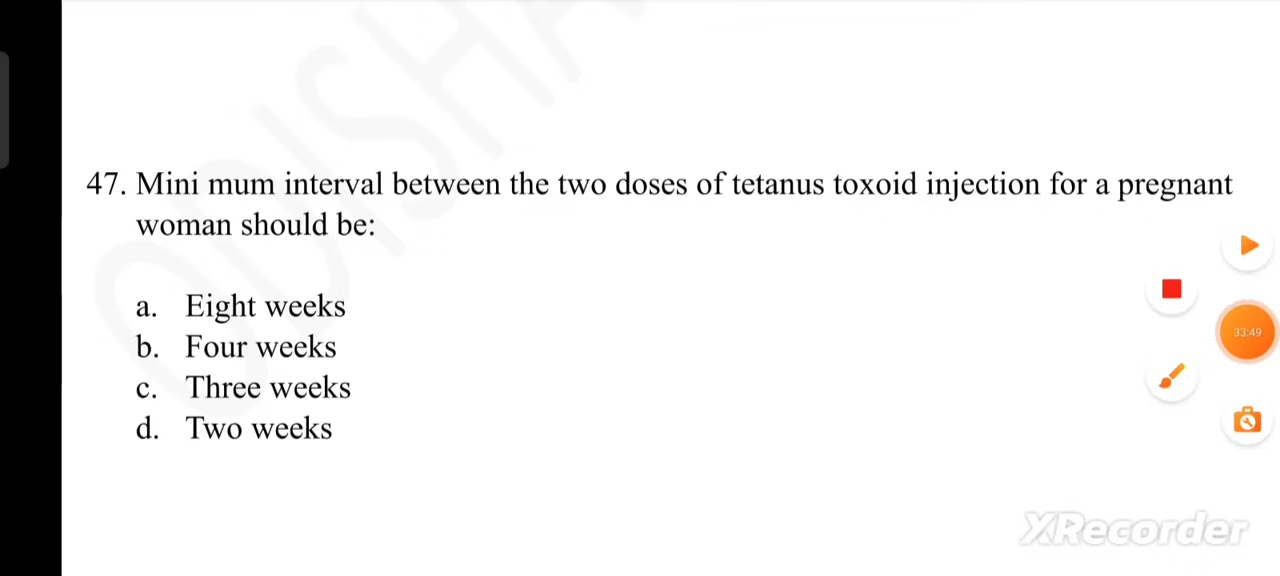 47. Mini mum interval between the two doses of tetanus toxoid injection for a pregnant
woman should be:
a. Eight weeks
b. Four weeks
c. Three weeks
d. Two weeks
33:49
XRecorder